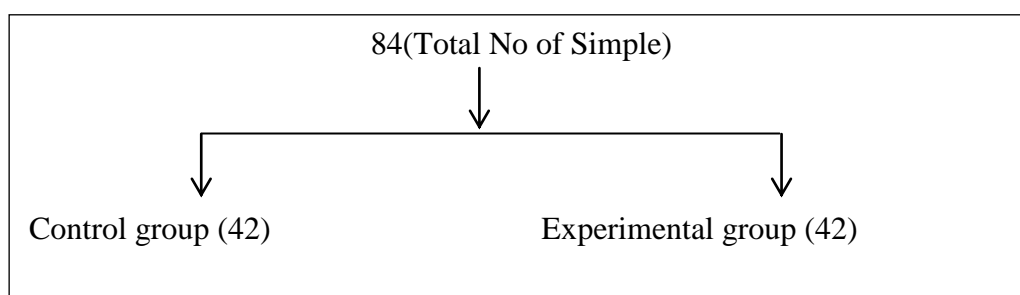 84(Total No of Simple)
Control group (42) Experimental group (42)